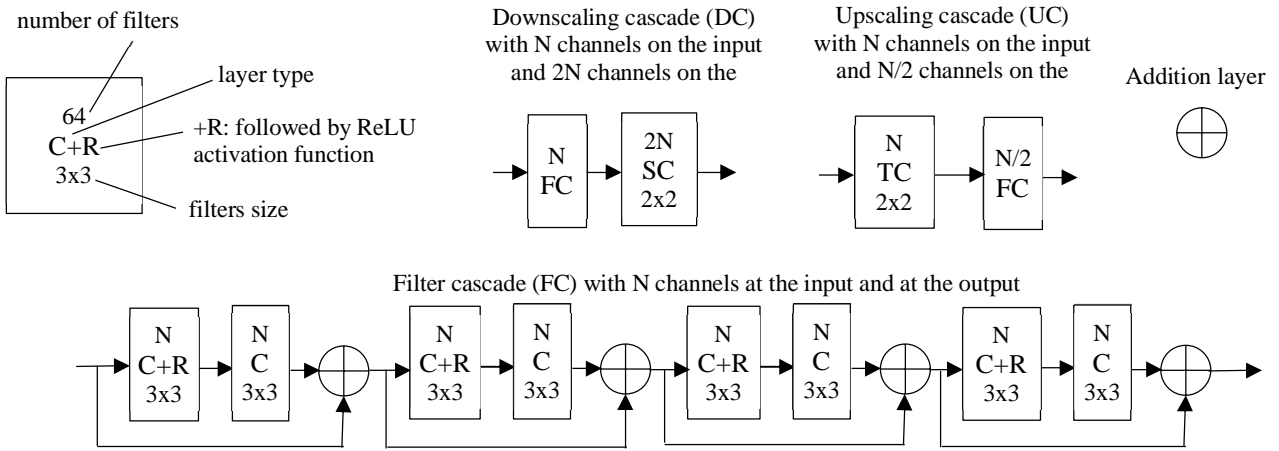 number of filters
64
C+R
3x3
layer type
+R: followed by ReLU
activation function
filters size
Downscaling cascade (DC)
with N channels on the input
and 2N channels on the
N
FC
2N
SC
2x2
Upscaling cascade (UC)
with N channels on the input
and N/2 channels on the
N
TC
2x2
N/2
FC
Addition layer
Filter cascade (FC) with N channels at the input and at the output
N
C+R
3x3
N
C
3x3
N
C+R
3x3
N
C
3x3
N
C+R
3x3
N
C
3x3
N
C+R
3x3
N
C
3x3